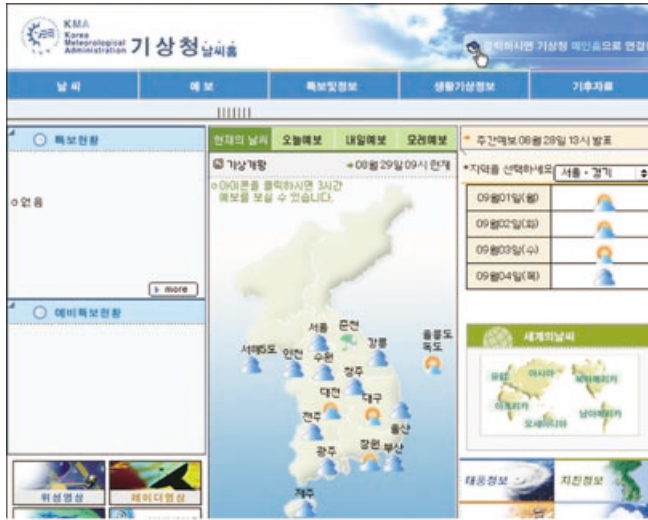 KMA
Korea
Meteorological
Administration
기상청 날씨홈
클릭하시면 기상청 메인홈으로 연결
날씨
예보
특보및정보
생활기상정보
기후자료
특보현황
없음
more
예비특보현황
위성영상
레이더영상
현재의 날씨
오늘예보
내일예보
모레예보
기상개황
08월29일09시 현재
아이콘을 클릭하시면 3시간
예보를 보실 수 있습니다.
서울
춘천
강릉
울릉도
독도
서해5도
인천
수원
청주
대전
대구
전주
울산
광주
창원
부산
제주
주간예보 08월 28일 13시 발표
*지역을 선택하세요
서울 · 경기
09월01일(월)
09월02일(화)
09월03일(수)
09월04일(목)
세계의날씨
유럽
아시아
북아메리카
아프리카
오세아니아
남아메리카
태풍정보
지진정보